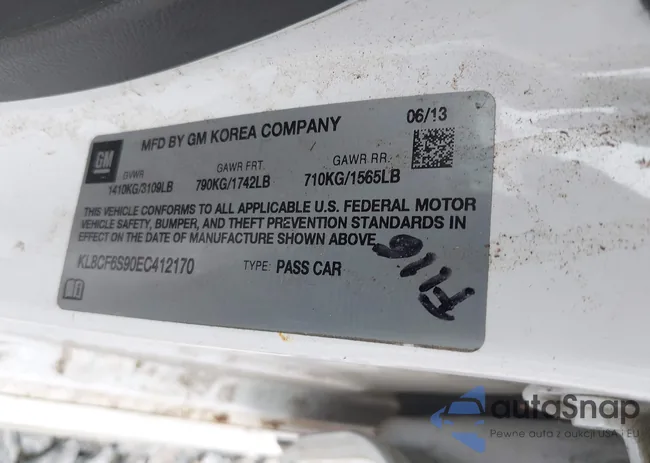 MFD BY GM KOREA COMPANY
06/13
GM
GVWR
GAWR FRT.
GAWR RR.
1410KG/3109LB
790KG/1742LB
710KG/1565LB
THIS VEHICLE CONFORMS TO ALL APPLICABLE U.S. FEDERAL MOTOR
VEHICLE SAFETY, BUMPER, AND THEFT PREVENTION STANDARDS IN
EFFECT ON THE DATE OF MANUFACTURE SHOWN ABOVE.
KL8CF6S90EC412170
TYPE: PASS CAR
autoSnap
Pewne auta z aukcji USA i EU